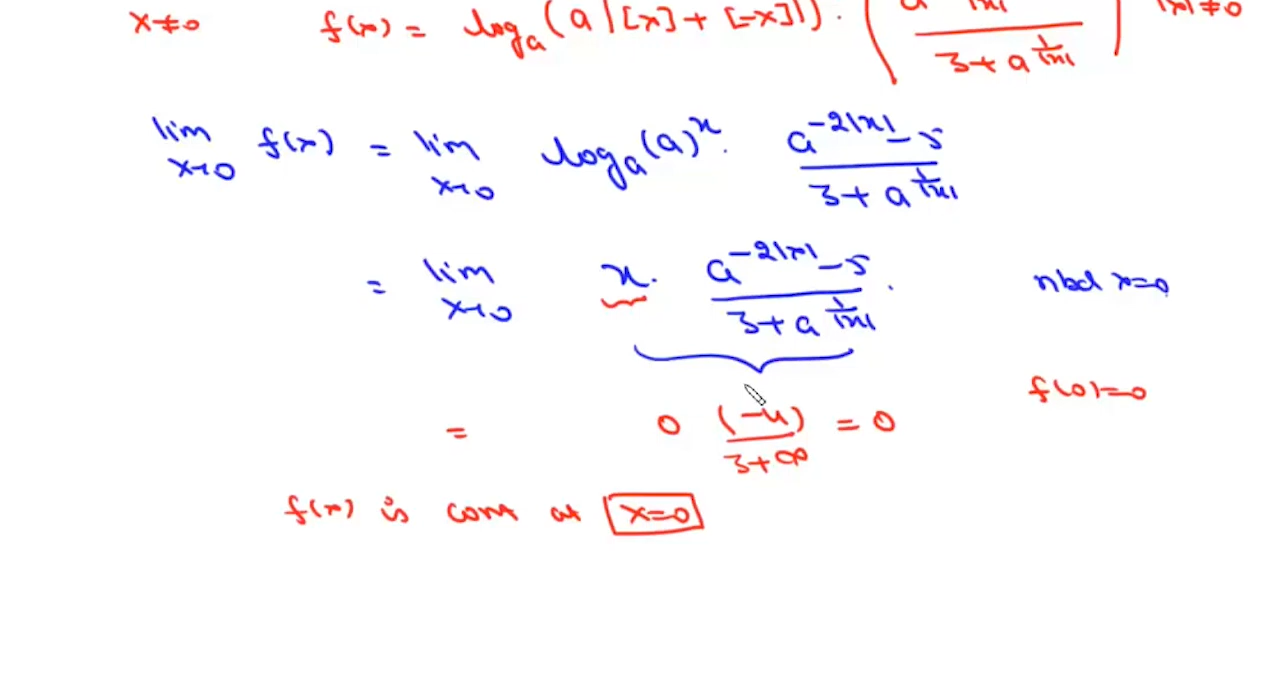 x≠0 f(x) = log_a(a|[x]+[-x]|) · ( a / 3+a^{1/|x|} ) |x|≠0
lim_{x→0} f(x) = lim_{x→0} log_a(a)^x · (a^{-2|x|} - 5)/(3+a^{1/|x|})
= lim_{x→0} x · (a^{-2|x|} - 5)/(3+a^{1/|x|}) . nbd x=0
f(0)=0
= 0 (-4)/(3+∞) = 0
f(x) is cont at x=0